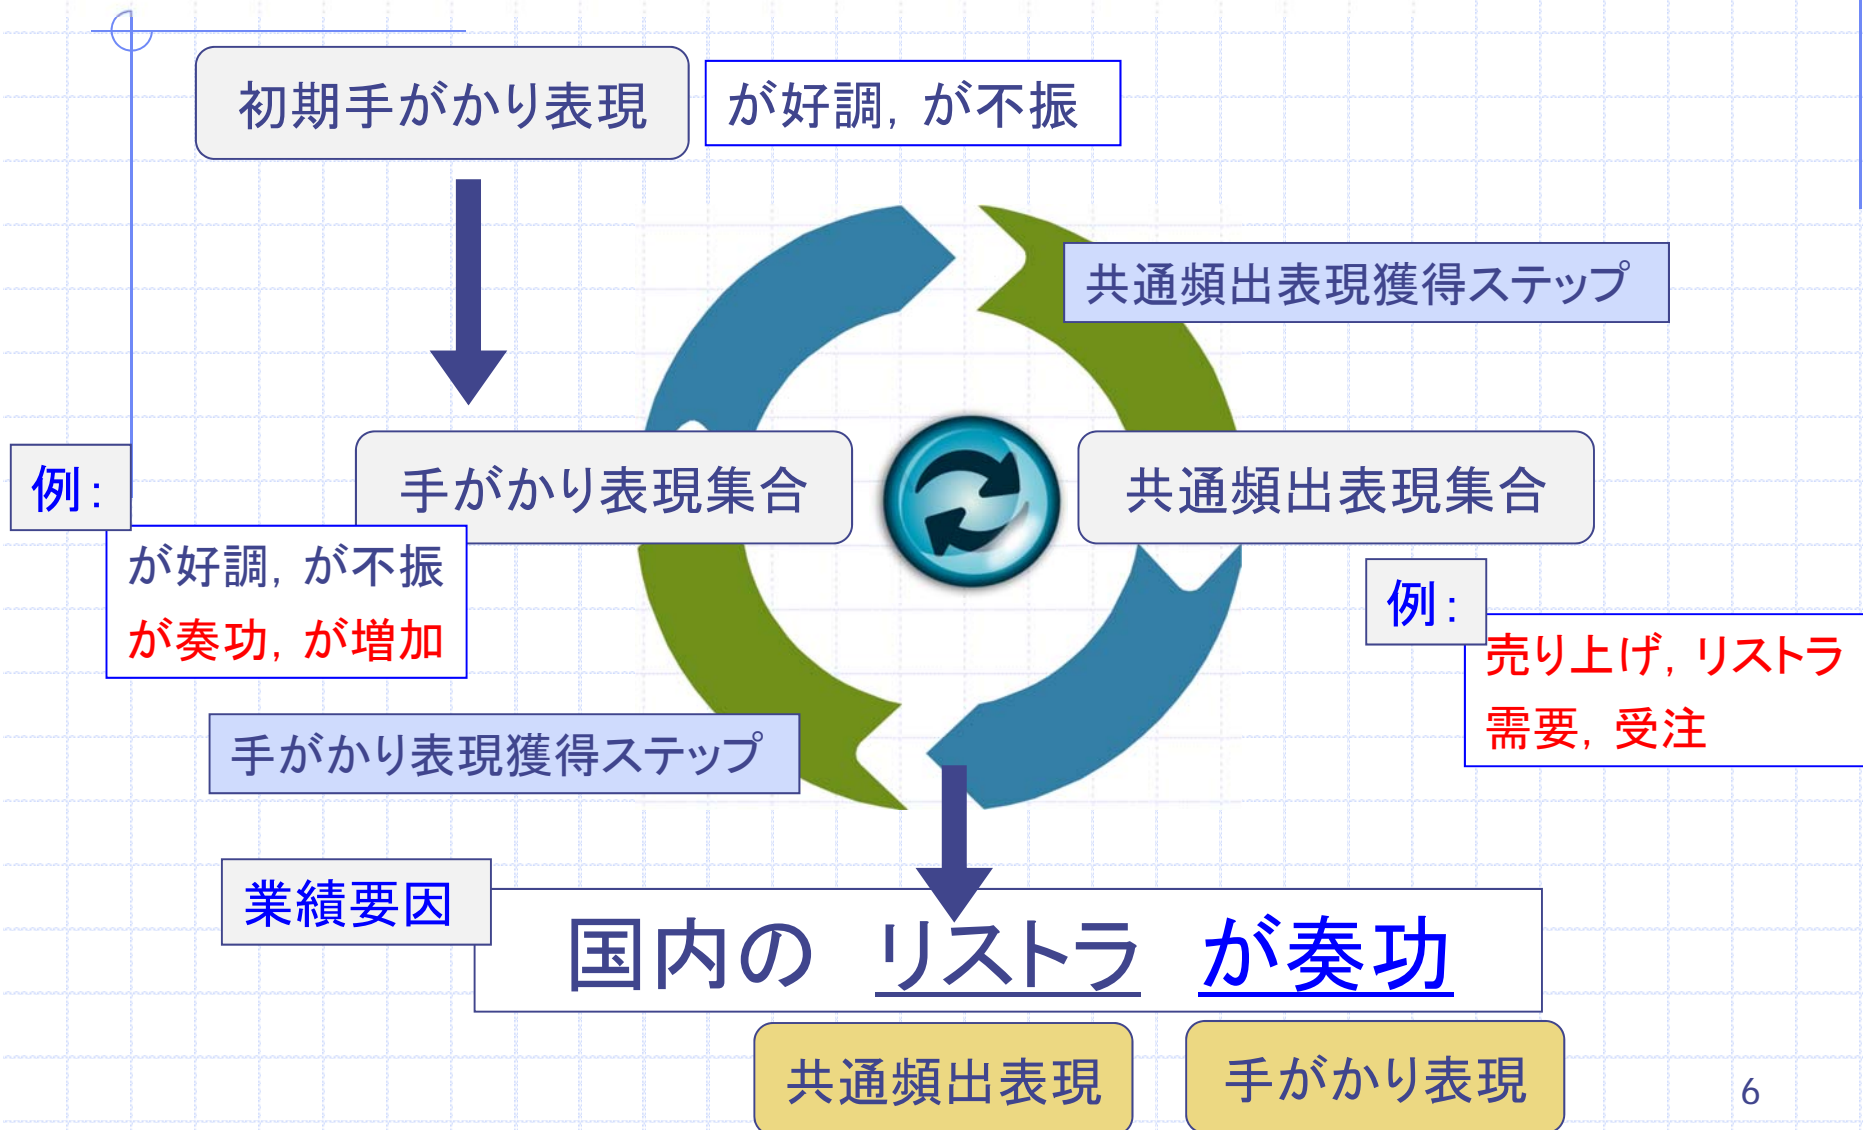 初期手がかり表現
が好調, が不振
共通頻出表現獲得ステップ
手がかり表現集合
共通頻出表現集合
例：
が好調, が不振
が奏功, が増加
例：
売り上げ, リストラ
需要, 受注
手がかり表現獲得ステップ
業績要因
国内の リストラ が奏功
共通頻出表現
手がかり表現
6